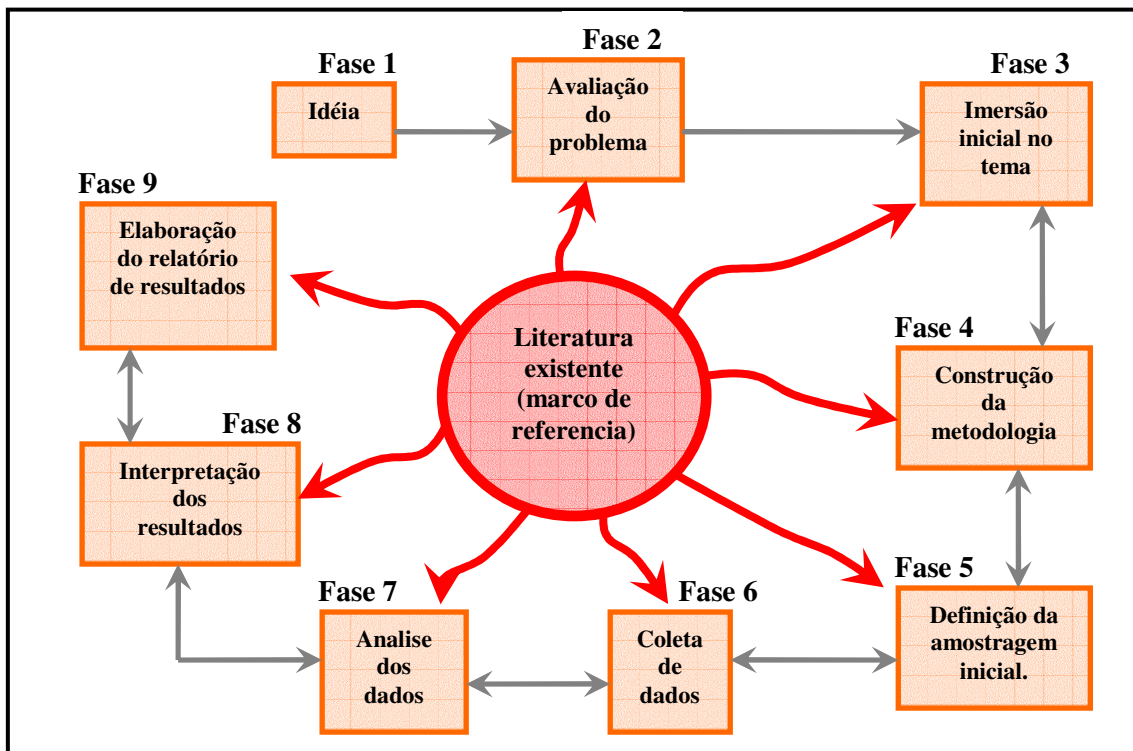 Fase 1
Idéia
Fase 2
Avaliação
do
problema
Fase 3
Imersão
inicial no
tema
Fase 4
Construção
da
metodologia
Fase 5
Definição da
amostragem
inicial.
Fase 6
Coleta
de
dados
Fase 7
Analise
dos
dados
Fase 8
Interpretação
dos
resultados
Fase 9
Elaboração
do relatório
de resultados
Literatura
existente
(marco de
referencia)